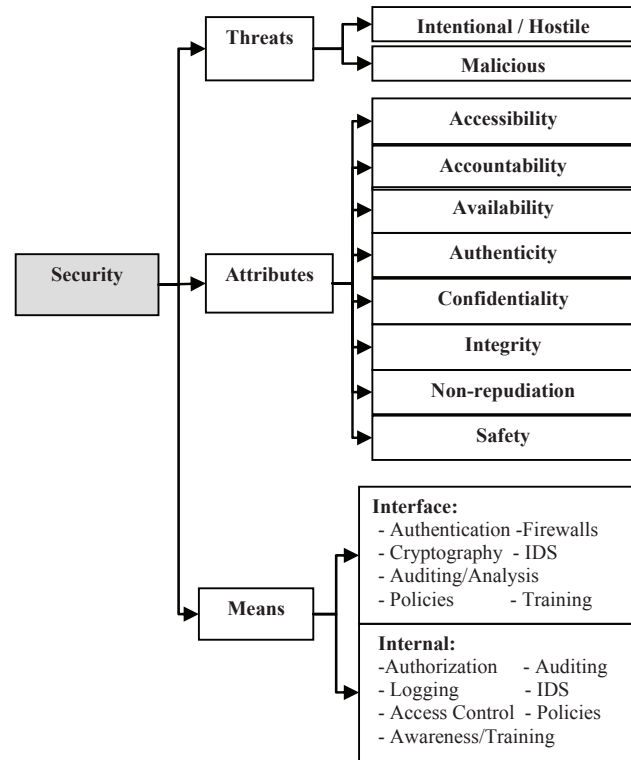 Threats
Intentional / Hostile
Malicious
Security
Attributes
Accessibility
Accountability
Availability
Authenticity
Confidentiality
Integrity
Non-repudiation
Safety
Means
Interface:
- Authentication -Firewalls
- Cryptography - IDS
- Auditing/Analysis
- Policies - Training
Internal:
-Authorization - Auditing
- Logging - IDS
- Access Control - Policies
- Awareness/Training